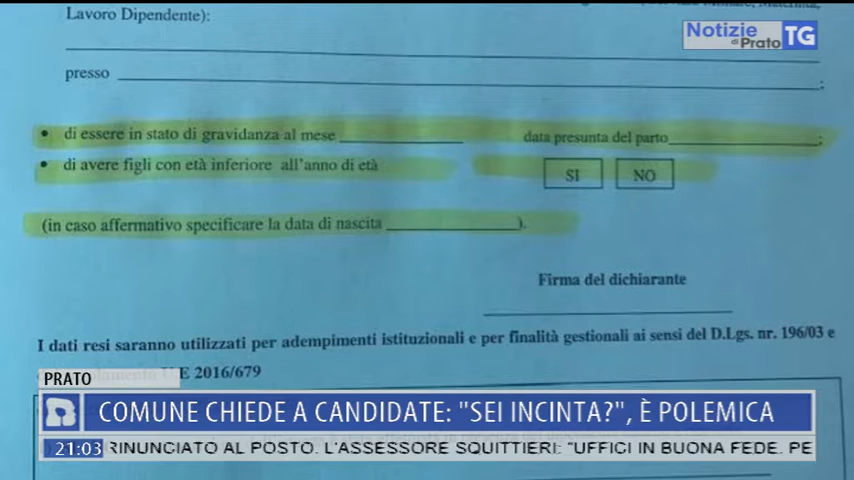 Lavoro Dipendente):
Notizie
di Prato TG
presso ;
• di essere in stato di gravidanza al mese data presunta del parto ;
• di avere figli con età inferiore all'anno di età SI NO
(in caso affermativo specificare la data di nascita ).
Firma del dichiarante
I dati resi saranno utilizzati per adempimenti istituzionali e per finalità gestionali ai sensi del D.Lgs. nr. 196/03 e
2016/679
PRATO
COMUNE CHIEDE A CANDIDATE: "SEI INCINTA?", È POLEMICA
21:03 RINUNCIATO AL POSTO. L'ASSESSORE SQUITTIERI: "UFFICI IN BUONA FEDE. PE